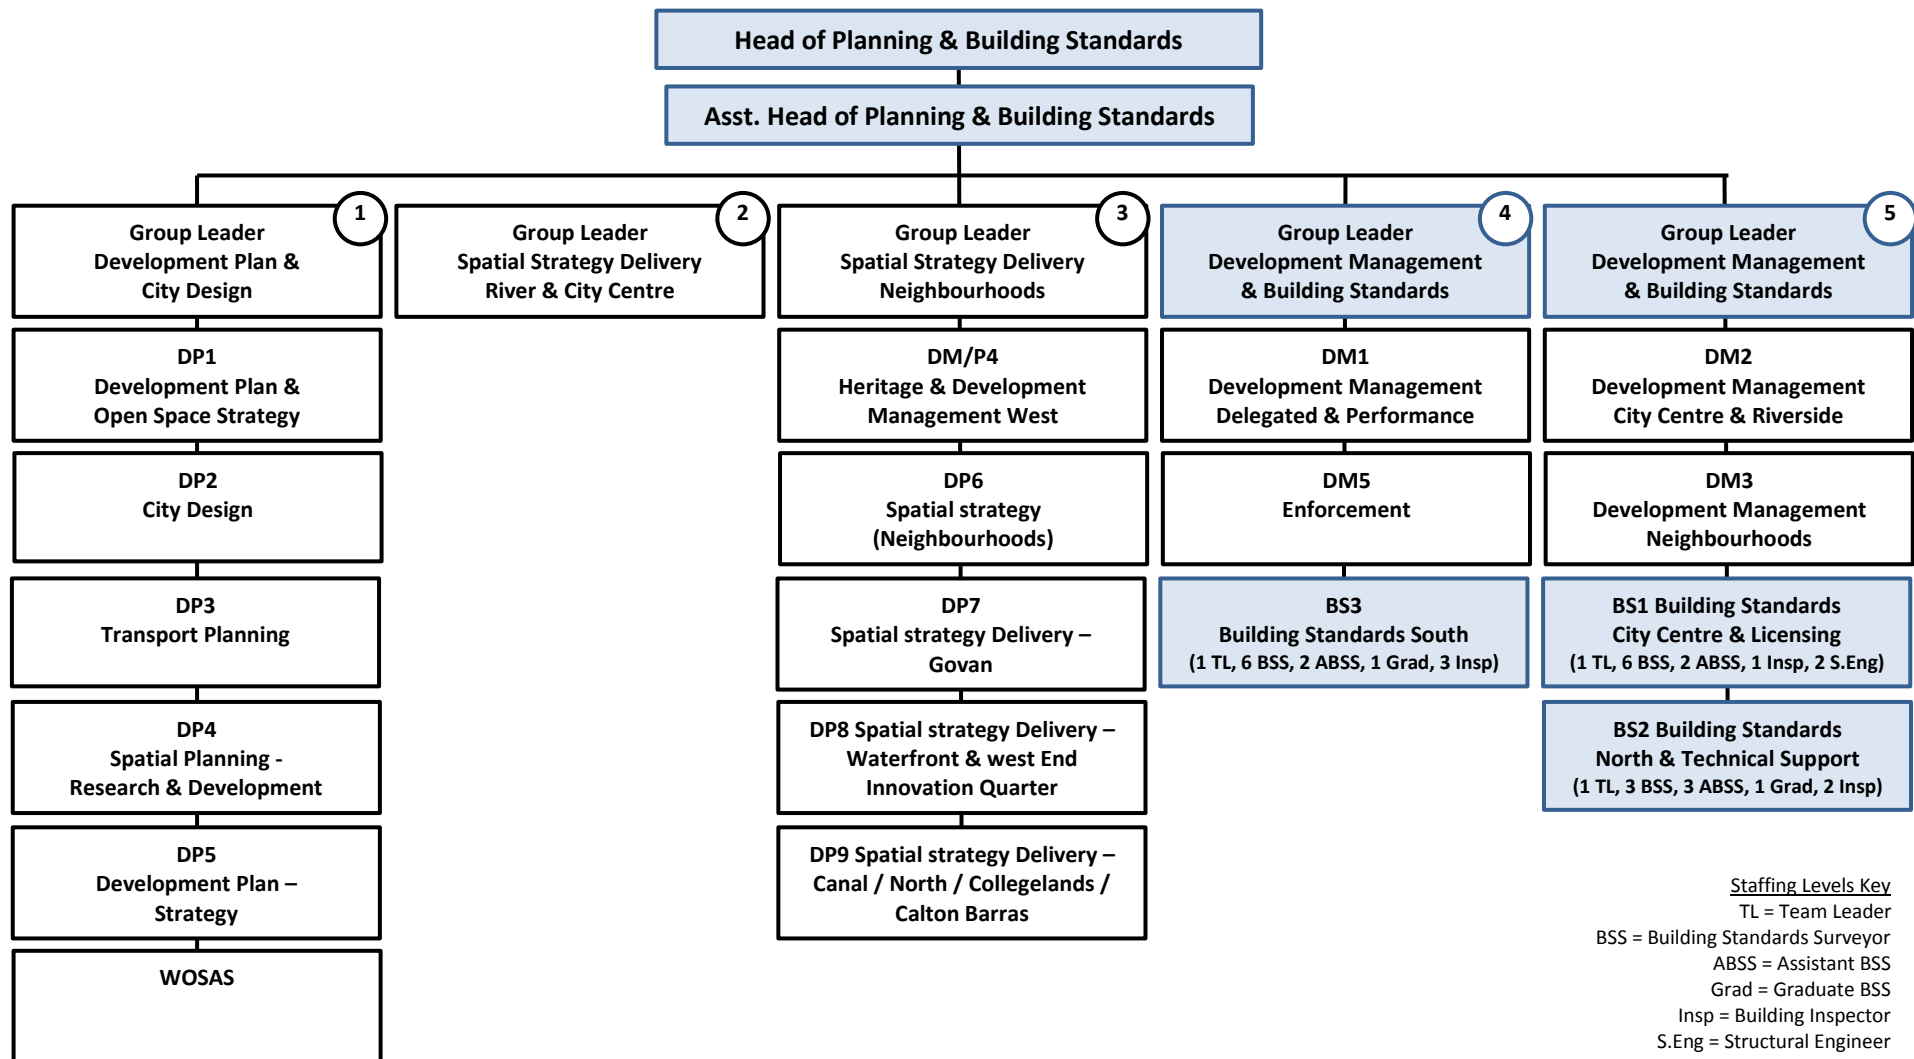 Head of Planning & Building Standards
Asst. Head of Planning & Building Standards
1
Group Leader
Development Plan &
City Design
2
Group Leader
Spatial Strategy Delivery
River & City Centre
3
Group Leader
Spatial Strategy Delivery
Neighbourhoods
4
Group Leader
Development Management
& Building Standards
5
Group Leader
Development Management
& Building Standards
DP1
Development Plan &
Open Space Strategy
DP2
City Design
DP3
Transport Planning
DP4
Spatial Planning -
Research & Development
DP5
Development Plan –
Strategy
WOSAS
DM/P4
Heritage & Development
Management West
DP6
Spatial strategy
(Neighbourhoods)
DP7
Spatial strategy Delivery –
Govan
DP8 Spatial strategy Delivery –
Waterfront & west End
Innovation Quarter
DP9 Spatial strategy Delivery –
Canal / North / Collegelands /
Calton Barras
DM1
Development Management
Delegated & Performance
DM5
Enforcement
BS3
Building Standards South
(1 TL, 6 BSS, 2 ABSS, 1 Grad, 3 Insp)
DM2
Development Management
City Centre & Riverside
DM3
Development Management
Neighbourhoods
BS1 Building Standards
City Centre & Licensing
(1 TL, 6 BSS, 2 ABSS, 1 Insp, 2 S.Eng)
BS2 Building Standards
North & Technical Support
(1 TL, 3 BSS, 3 ABSS, 1 Grad, 2 Insp)
Staffing Levels Key
TL = Team Leader
BSS = Building Standards Surveyor
ABSS = Assistant BSS
Grad = Graduate BSS
Insp = Building Inspector
S.Eng = Structural Engineer